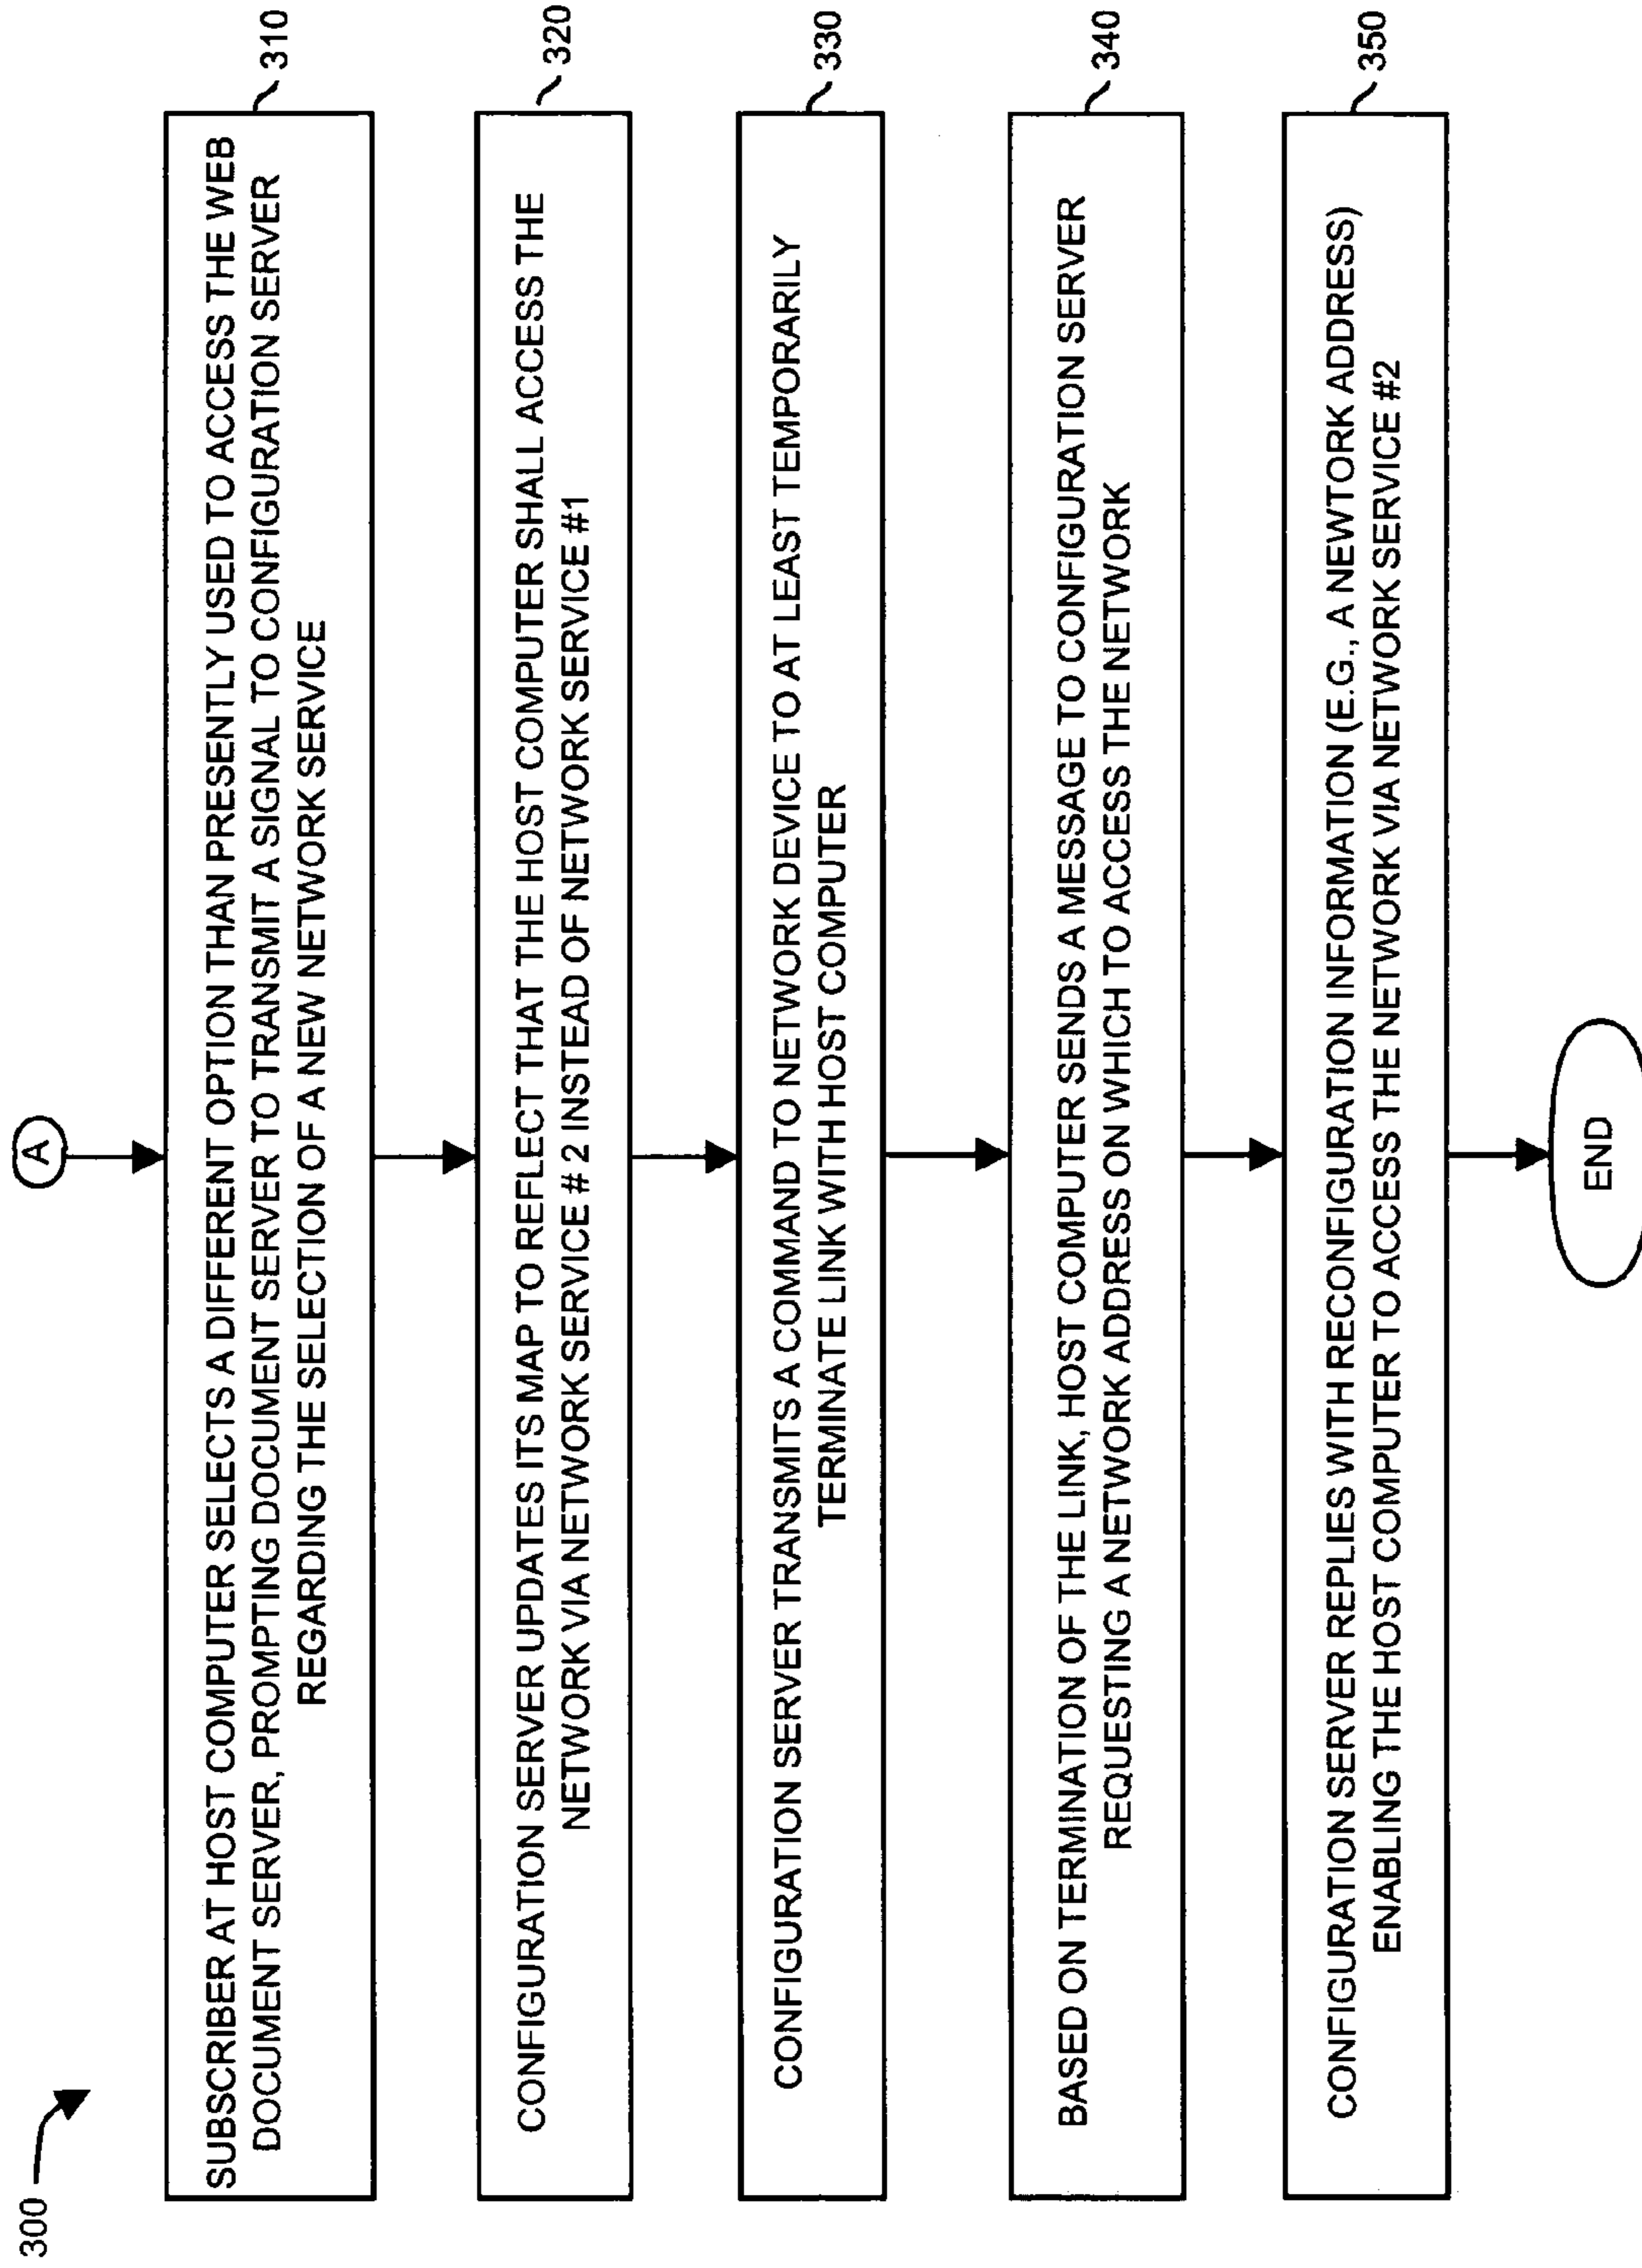 300
A
SUBSCRIBER AT HOST COMPUTER SELECTS A DIFFERENT OPTION THAN PRESENTLY USED TO ACCESS THE WEB
DOCUMENT SERVER, PROMPTING DOCUMENT SERVER TO TRANSMIT A SIGNAL TO CONFIGURATION SERVER
REGARDING THE SELECTION OF A NEW NETWORK SERVICE
310
CONFIGURATION SERVER UPDATES ITS MAP TO REFLECT THAT THE HOST COMPUTER SHALL ACCESS THE
NETWORK VIA NETWORK SERVICE # 2 INSTEAD OF NETWORK SERVICE #1
320
CONFIGURATION SERVER TRANSMITS A COMMAND TO NETWORK DEVICE TO AT LEAST TEMPORARILY
TERMINATE LINK WITH HOST COMPUTER
330
BASED ON TERMINATION OF THE LINK, HOST COMPUTER SENDS A MESSAGE TO CONFIGURATION SERVER
REQUESTING A NETWORK ADDRESS ON WHICH TO ACCESS THE NETWORK
340
CONFIGURATION SERVER REPLIES WITH RECONFIGURATION INFORMATION (E.G., A NEWTORK ADDRESS)
ENABLING THE HOST COMPUTER TO ACCESS THE NETWORK VIA NETWORK SERVICE #2
350
END